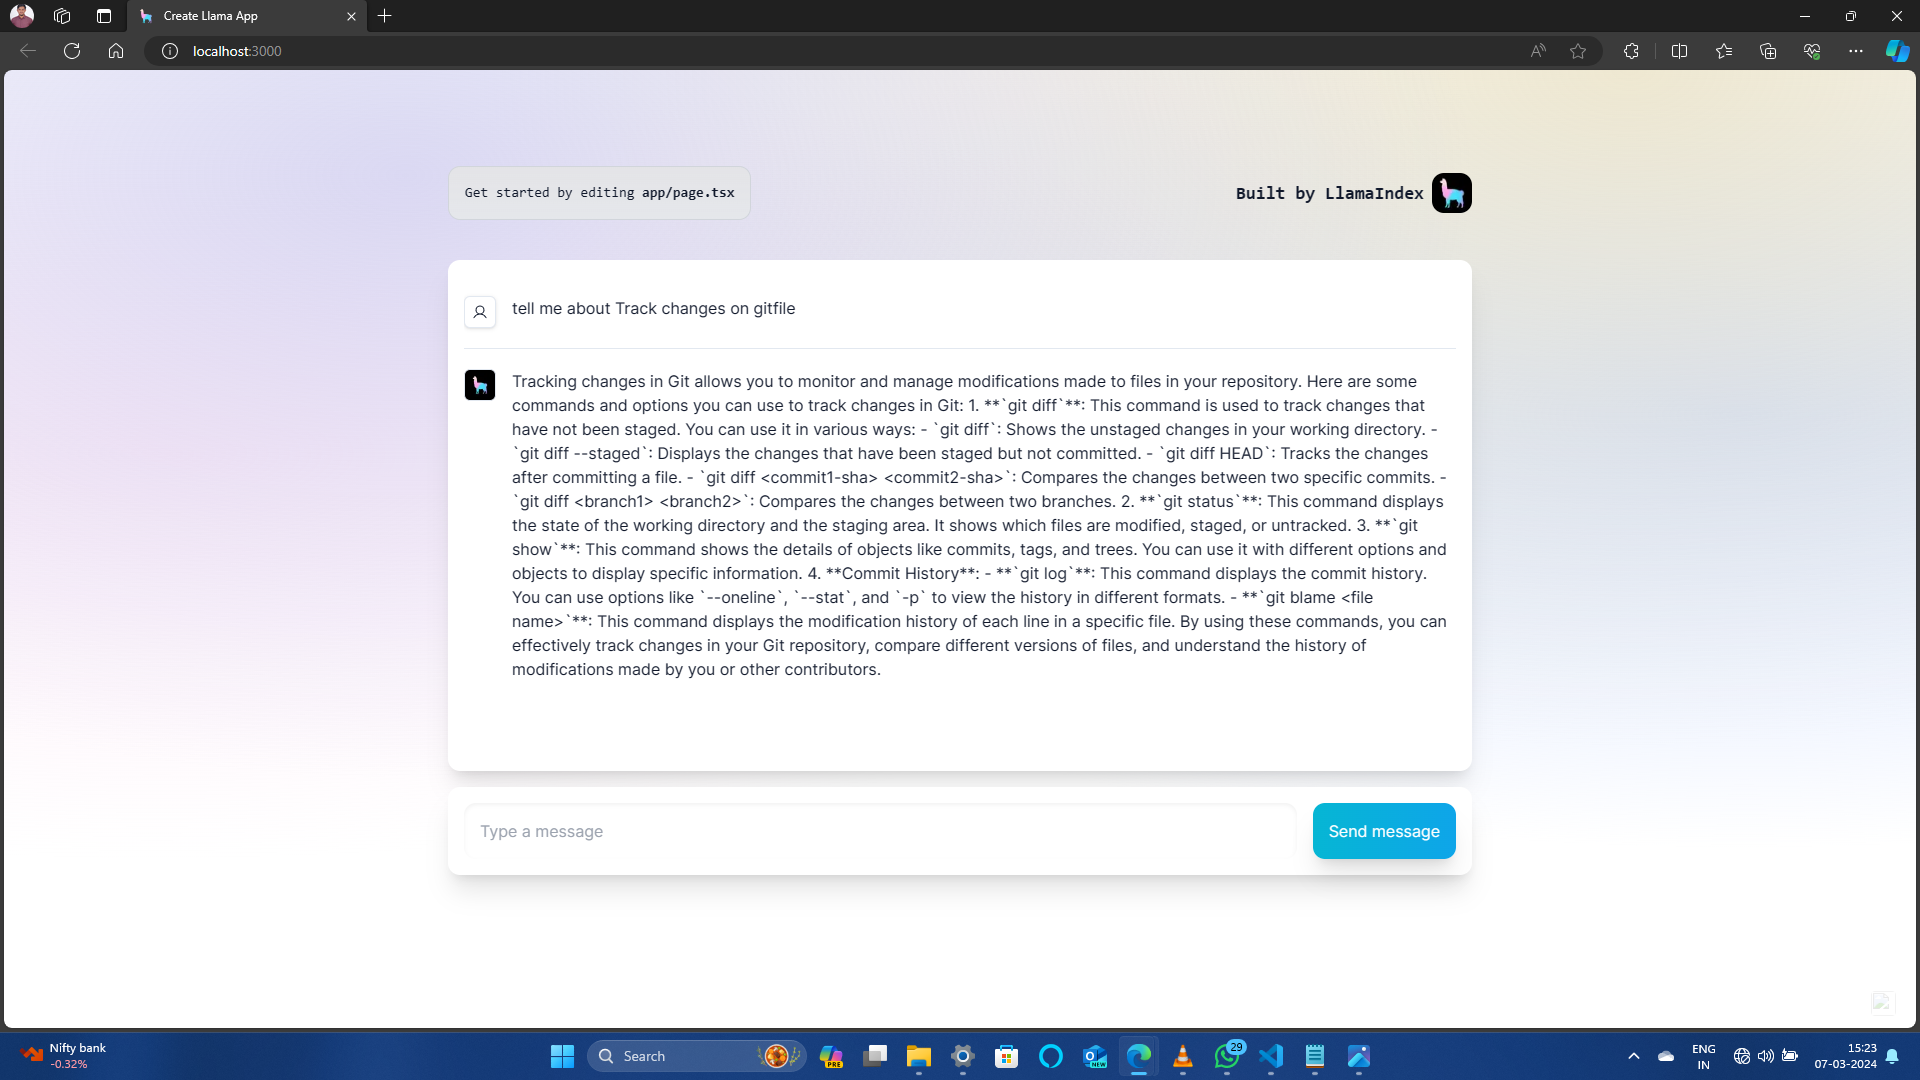 Create Llama App
localhost:3000
Get started by editing app/page.tsx
Built by LlamaIndex
tell me about Track changes on gitfile
Tracking changes in Git allows you to monitor and manage modifications made to files in your repository. Here are some
commands and options you can use to track changes in Git: 1. **`git diff`**: This command is used to track changes that
have not been staged. You can use it in various ways: - `git diff`: Shows the unstaged changes in your working directory. -
`git diff --staged`: Displays the changes that have been staged but not committed. - `git diff HEAD`: Tracks the changes
after committing a file. - `git diff <commit1-sha> <commit2-sha>`: Compares the changes between two specific commits. -
`git diff <branch1> <branch2>`: Compares the changes between two branches. 2. **`git status`**: This command displays
the state of the working directory and the staging area. It shows which files are modified, staged, or untracked. 3. **`git
show`**: This command shows the details of objects like commits, tags, and trees. You can use it with different options and
objects to display specific information. 4. **Commit History**: - **`git log`**: This command displays the commit history.
You can use options like `--oneline`, `--stat`, and `-p` to view the history in different formats. - **`git blame <file
name>`**: This command displays the modification history of each line in a specific file. By using these commands, you can
effectively track changes in your Git repository, compare different versions of files, and understand the history of
modifications made by you or other contributors.
Type a message
Send message
Nifty bank
-0.32%
Search
PRE
NEW
29
ENG
IN
15:23
07-03-2024